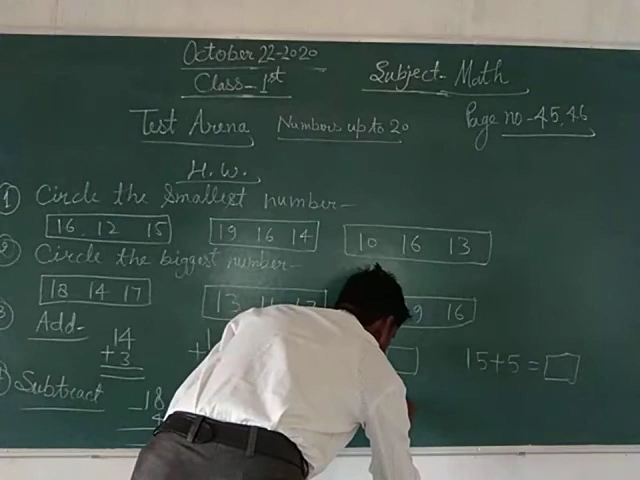 October 22-2020
Class-1st
Subject-Math
Test Arena Numbers up to 20 Page no-45,46
H.W.
① Circle the smallest number-
16 12 15 19 16 14 10 16 13
② Circle the biggest number-
18 14 17 13 16
Add-
14
+3
15+5=
Subtract
-18
4